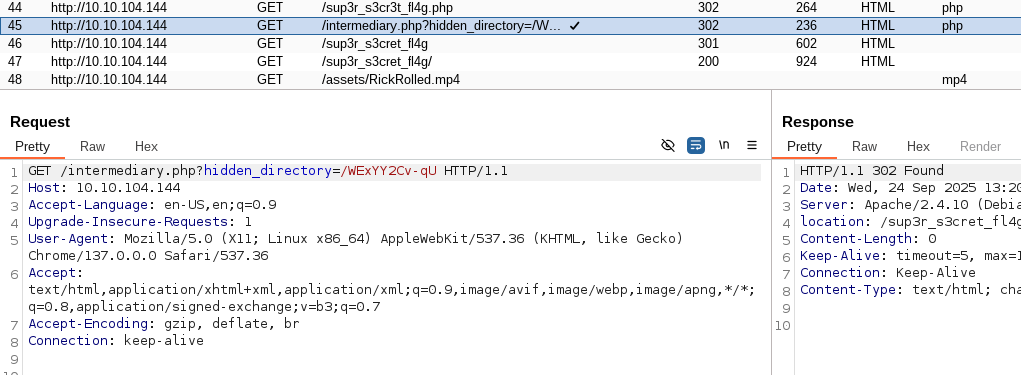 44 http://10.10.104.144 GET /sup3r_s3cr3t_fl4g.php 302 264 HTML php
45 http://10.10.104.144 GET /intermediary.php?hidden_directory=/W... ✓ 302 236 HTML php
46 http://10.10.104.144 GET /sup3r_s3cret_fl4g 301 602 HTML
47 http://10.10.104.144 GET /sup3r_s3cret_fl4g/ 200 924 HTML
48 http://10.10.104.144 GET /assets/RickRolled.mp4 mp4
Request
Pretty Raw Hex \n
1 GET /intermediary.php?hidden_directory=/WExYY2Cv-qU HTTP/1.1
2 Host: 10.10.104.144
3 Accept-Language: en-US,en;q=0.9
4 Upgrade-Insecure-Requests: 1
5 User-Agent: Mozilla/5.0 (X11; Linux x86_64) AppleWebKit/537.36 (KHTML, like Gecko)
Chrome/137.0.0.0 Safari/537.36
6 Accept:
text/html,application/xhtml+xml,application/xml;q=0.9,image/avif,image/webp,image/apng,*/*;
q=0.8,application/signed-exchange;v=b3;q=0.7
7 Accept-Encoding: gzip, deflate, br
8 Connection: keep-alive
9
Response
Pretty Raw Hex Render
1 HTTP/1.1 302 Found
2 Date: Wed, 24 Sep 2025 13:20
3 Server: Apache/2.4.10 (Debia
4 location: /sup3r_s3cret_fl4g
5 Content-Length: 0
6 Keep-Alive: timeout=5, max=1
7 Connection: Keep-Alive
8 Content-Type: text/html; cha
9
10